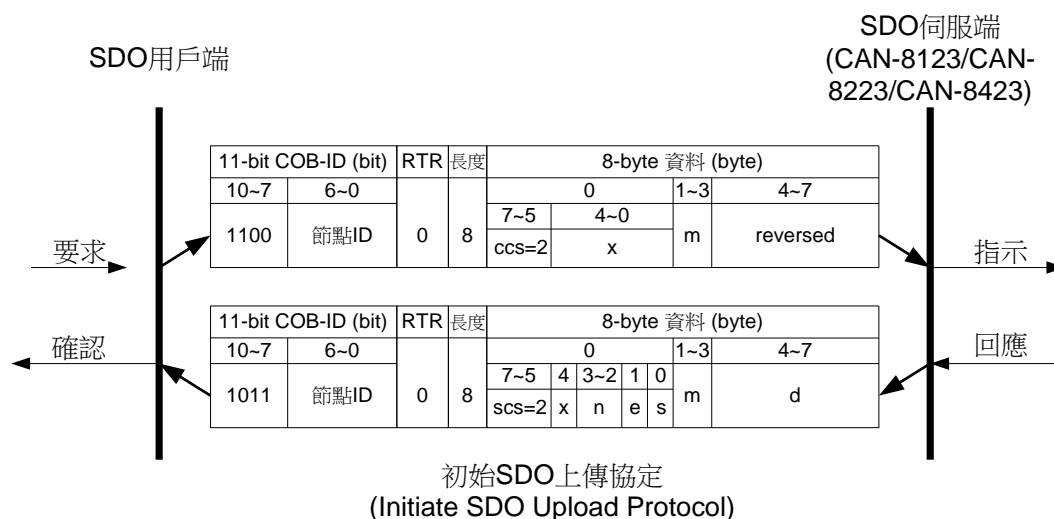 SDO用戶端
SDO伺服端
(CAN-8123/CAN-
8223/CAN-8423)
11-bit COB-ID (bit) RTR 長度 8-byte 資料 (byte)
10~7 6~0 0 1~3 4~7
1100 節點ID 0 8 7~5 4~0 m reversed
ccs=2 x
要求
指示
11-bit COB-ID (bit) RTR 長度 8-byte 資料 (byte)
10~7 6~0 0 1~3 4~7
1011 節點ID 0 8 7~5 4 3~2 1 0 m d
scs=2 x n e s
確認
回應
初始SDO上傳協定
(Initiate SDO Upload Protocol)